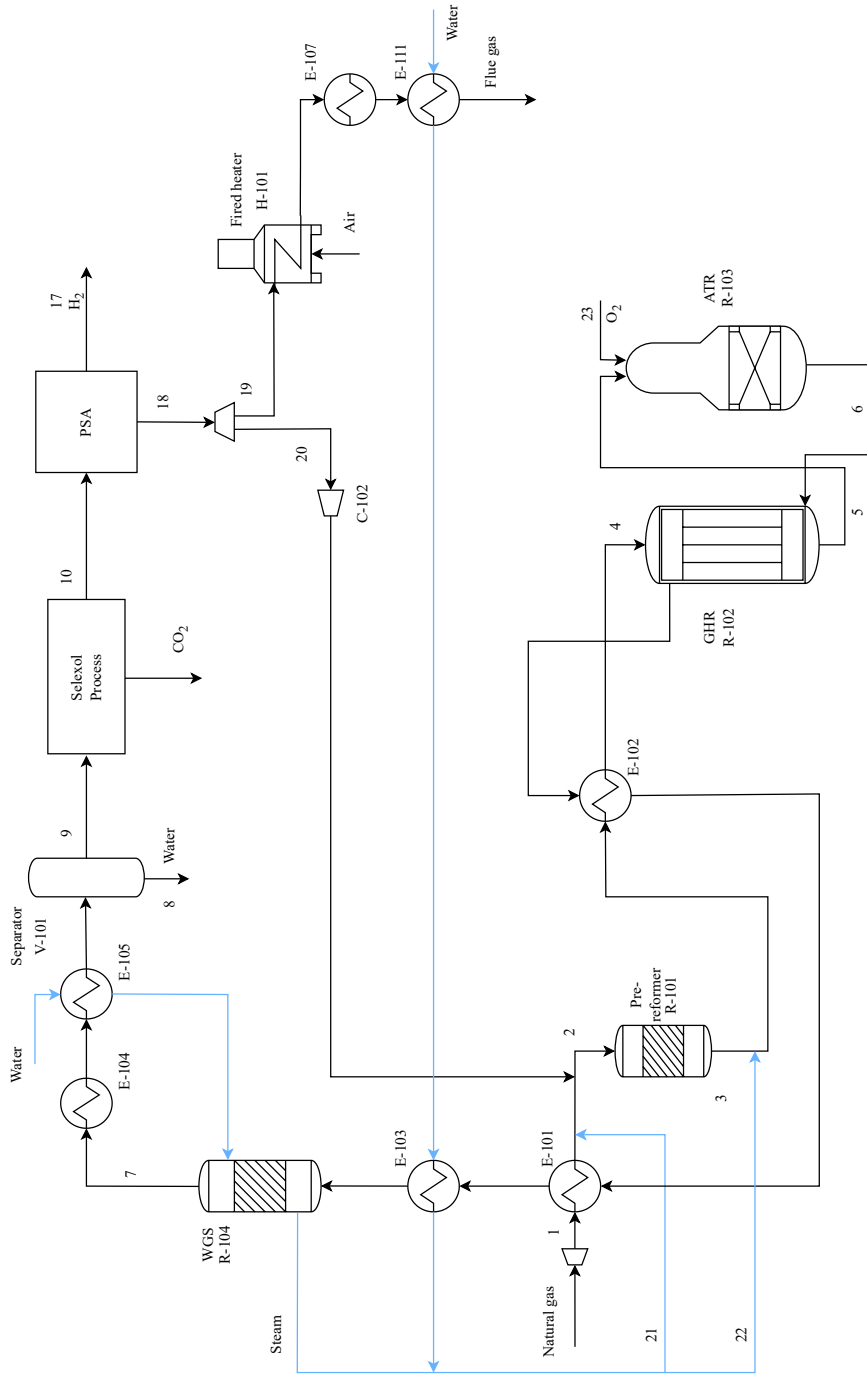 Water
E-104
E-105
Separator
V-101
9
8
Water
7
Selexol
Process
CO2
10
PSA
17
H2
18
19
20
C-102
Fired heater
H-101
Air
E-107
E-111
Water
Flue gas
WGS
R-104
Steam
E-103
E-101
1
Natural gas
21
22
2
Pre-
reformer
R-101
3
E-102
4
GHR
R-102
5
6
23
O2
ATR
R-103